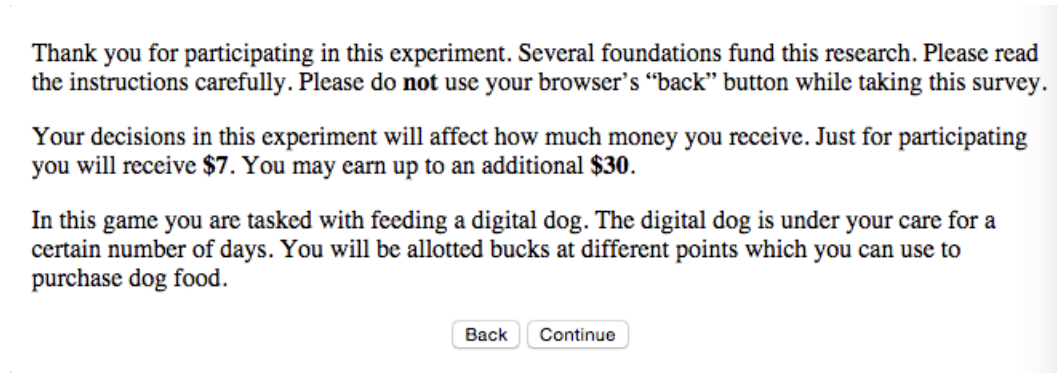 Thank you for participating in this experiment. Several foundations fund this research. Please read
the instructions carefully. Please do not use your browser’s “back” button while taking this survey.
Your decisions in this experiment will affect how much money you receive. Just for participating
you will receive $7. You may earn up to an additional $30.
In this game you are tasked with feeding a digital dog. The digital dog is under your care for a
certain number of days. You will be allotted bucks at different points which you can use to
purchase dog food.
Back Continue